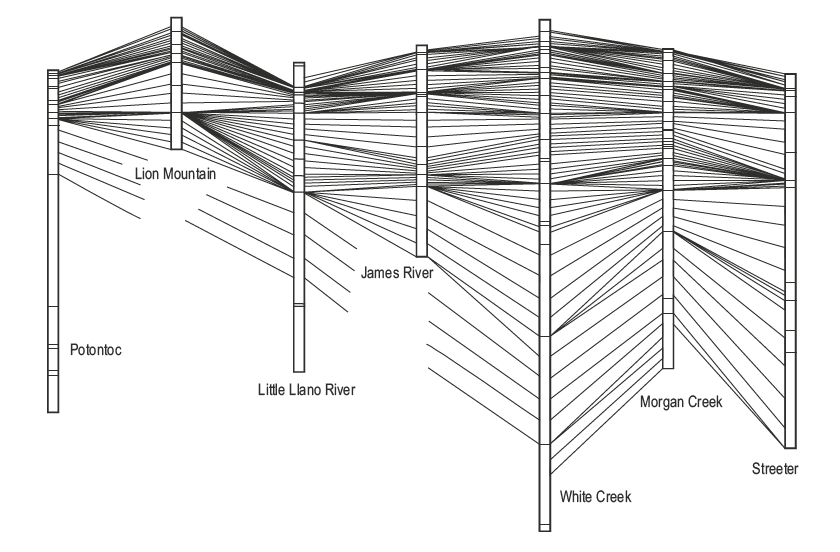 Lion Mountain
James River
Potontoc
Little Llano River
Morgan Creek
Streeter
White Creek